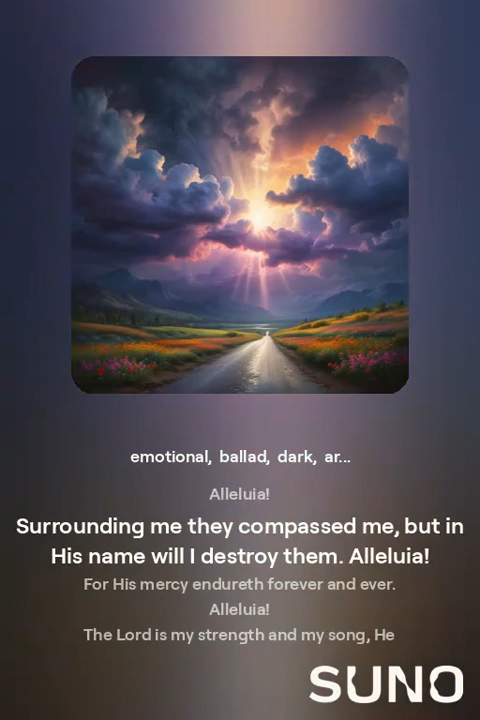 emotional, ballad, dark, ar...
Alleluia!
Surrounding me they compassed me, but in
His name will I destroy them. Alleluia!
For His mercy endureth forever and ever.
Alleluia!
The Lord is my strength and my song, He
SUNO